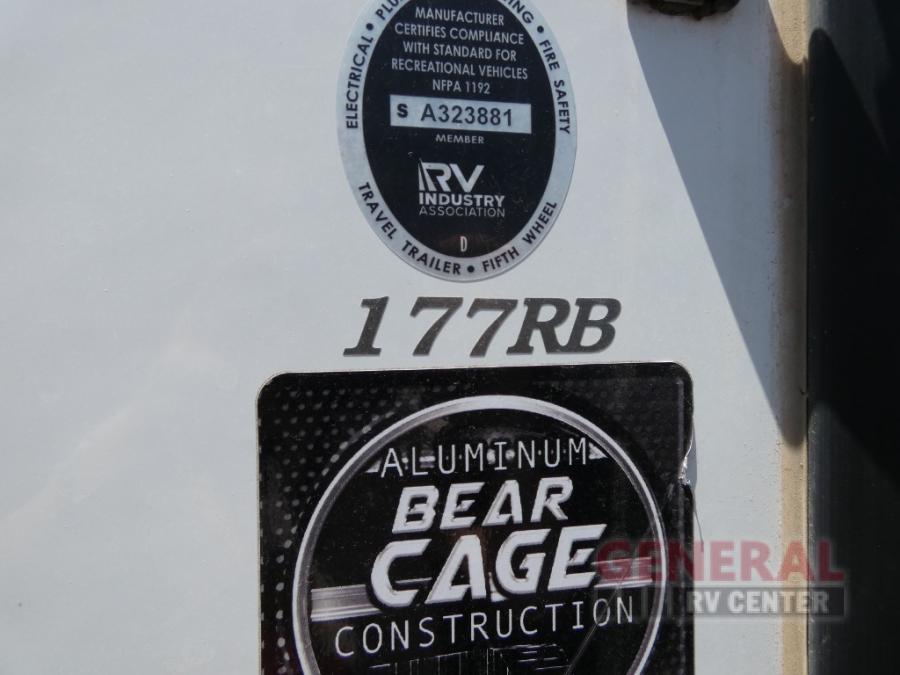 ELECTRICAL • PLUMBING • FIRE SAFETY
MANUFACTURER
CERTIFIES COMPLIANCE
WITH STANDARD FOR
RECREATIONAL VEHICLES
NFPA 1192
S A323881
MEMBER
RV
INDUSTRY
ASSOCIATION
D
TRAVEL TRAILER • FIFTH WHEEL
177RB
ALUMINUM
BEAR
CAGE
CONSTRUCTION
GENERAL
RV CENTER